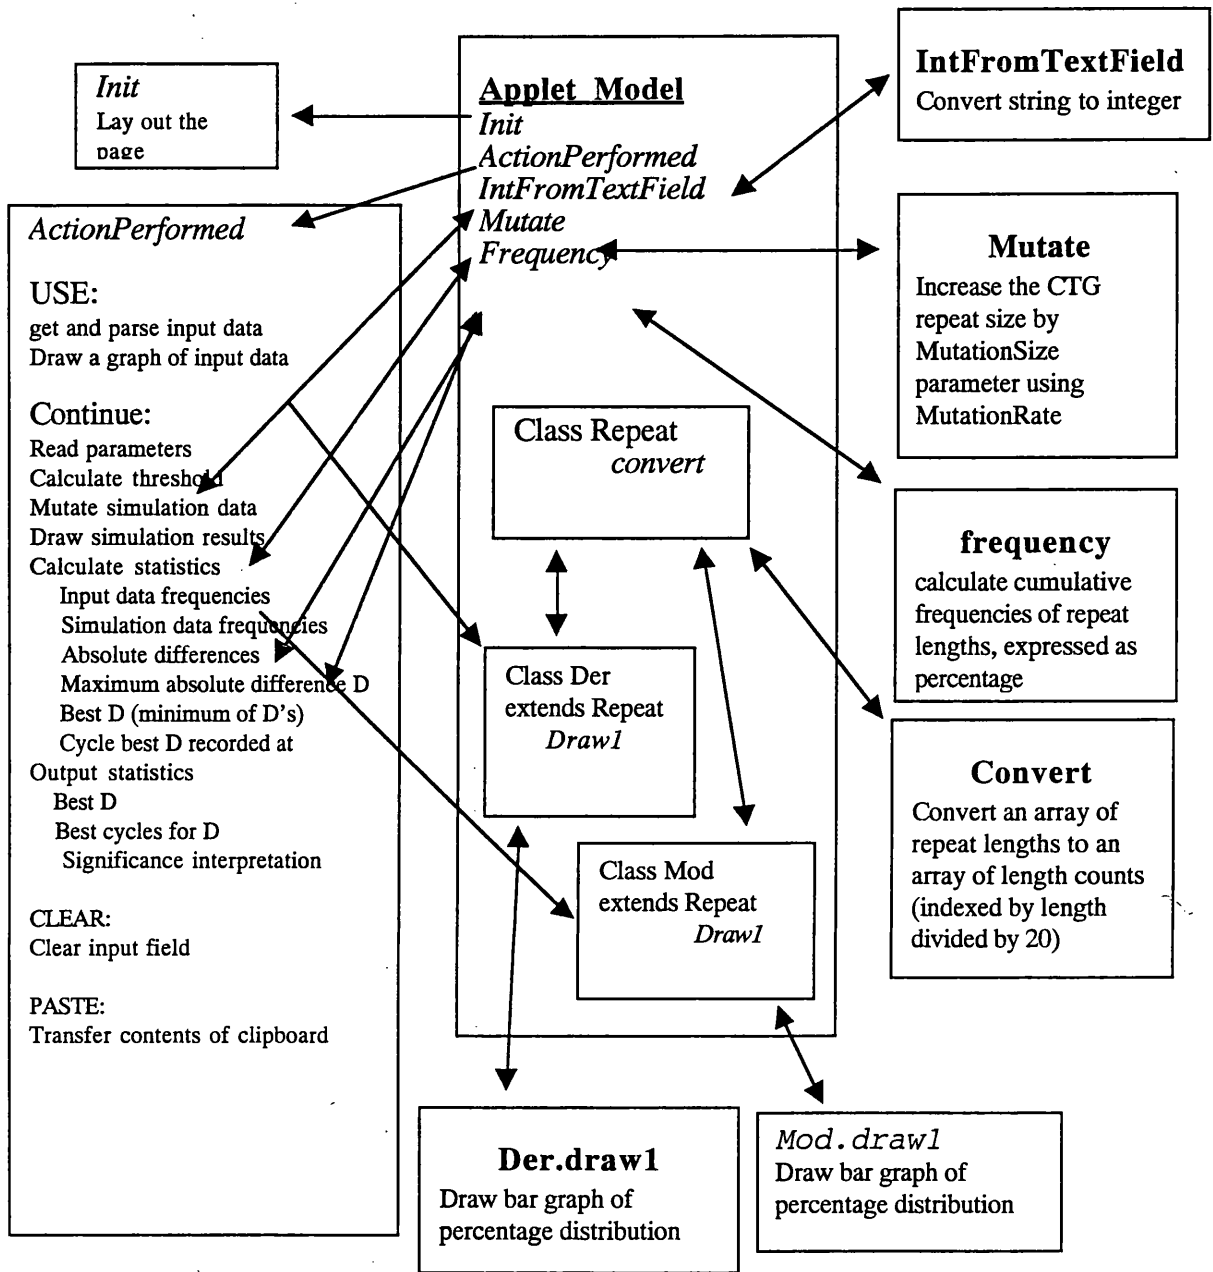 Init
Lay out the
page
Applet Model
Init
ActionPerformed
IntFromTextField
Mutate
Frequency
IntFromTextField
Convert string to integer
ActionPerformed
USE:
get and parse input data
Draw a graph of input data
Continue:
Read parameters
Calculate threshold
Mutate simulation data
Draw simulation results
Calculate statistics
Input data frequencies
Simulation data frequencies
Absolute differences
Maximum absolute difference D
Best D (minimum of D's)
Cycle best D recorded at
Output statistics
Best D
Best cycles for D
Significance interpretation
CLEAR:
Clear input field
PASTE:
Transfer contents of clipboard
Class Repeat
convert
Class Der
extends Repeat
Draw1
Class Mod
extends Repeat
Draw1
Mutate
Increase the CTG
repeat size by
MutationSize
parameter using
MutationRate
frequency
calculate cumulative
frequencies of repeat
lengths, expressed as
percentage
Convert
Convert an array of
repeat lengths to an
array of length counts
(indexed by length
divided by 20)
Der.draw1
Draw bar graph of
percentage distribution
Mod.draw1
Draw bar graph of
percentage distribution